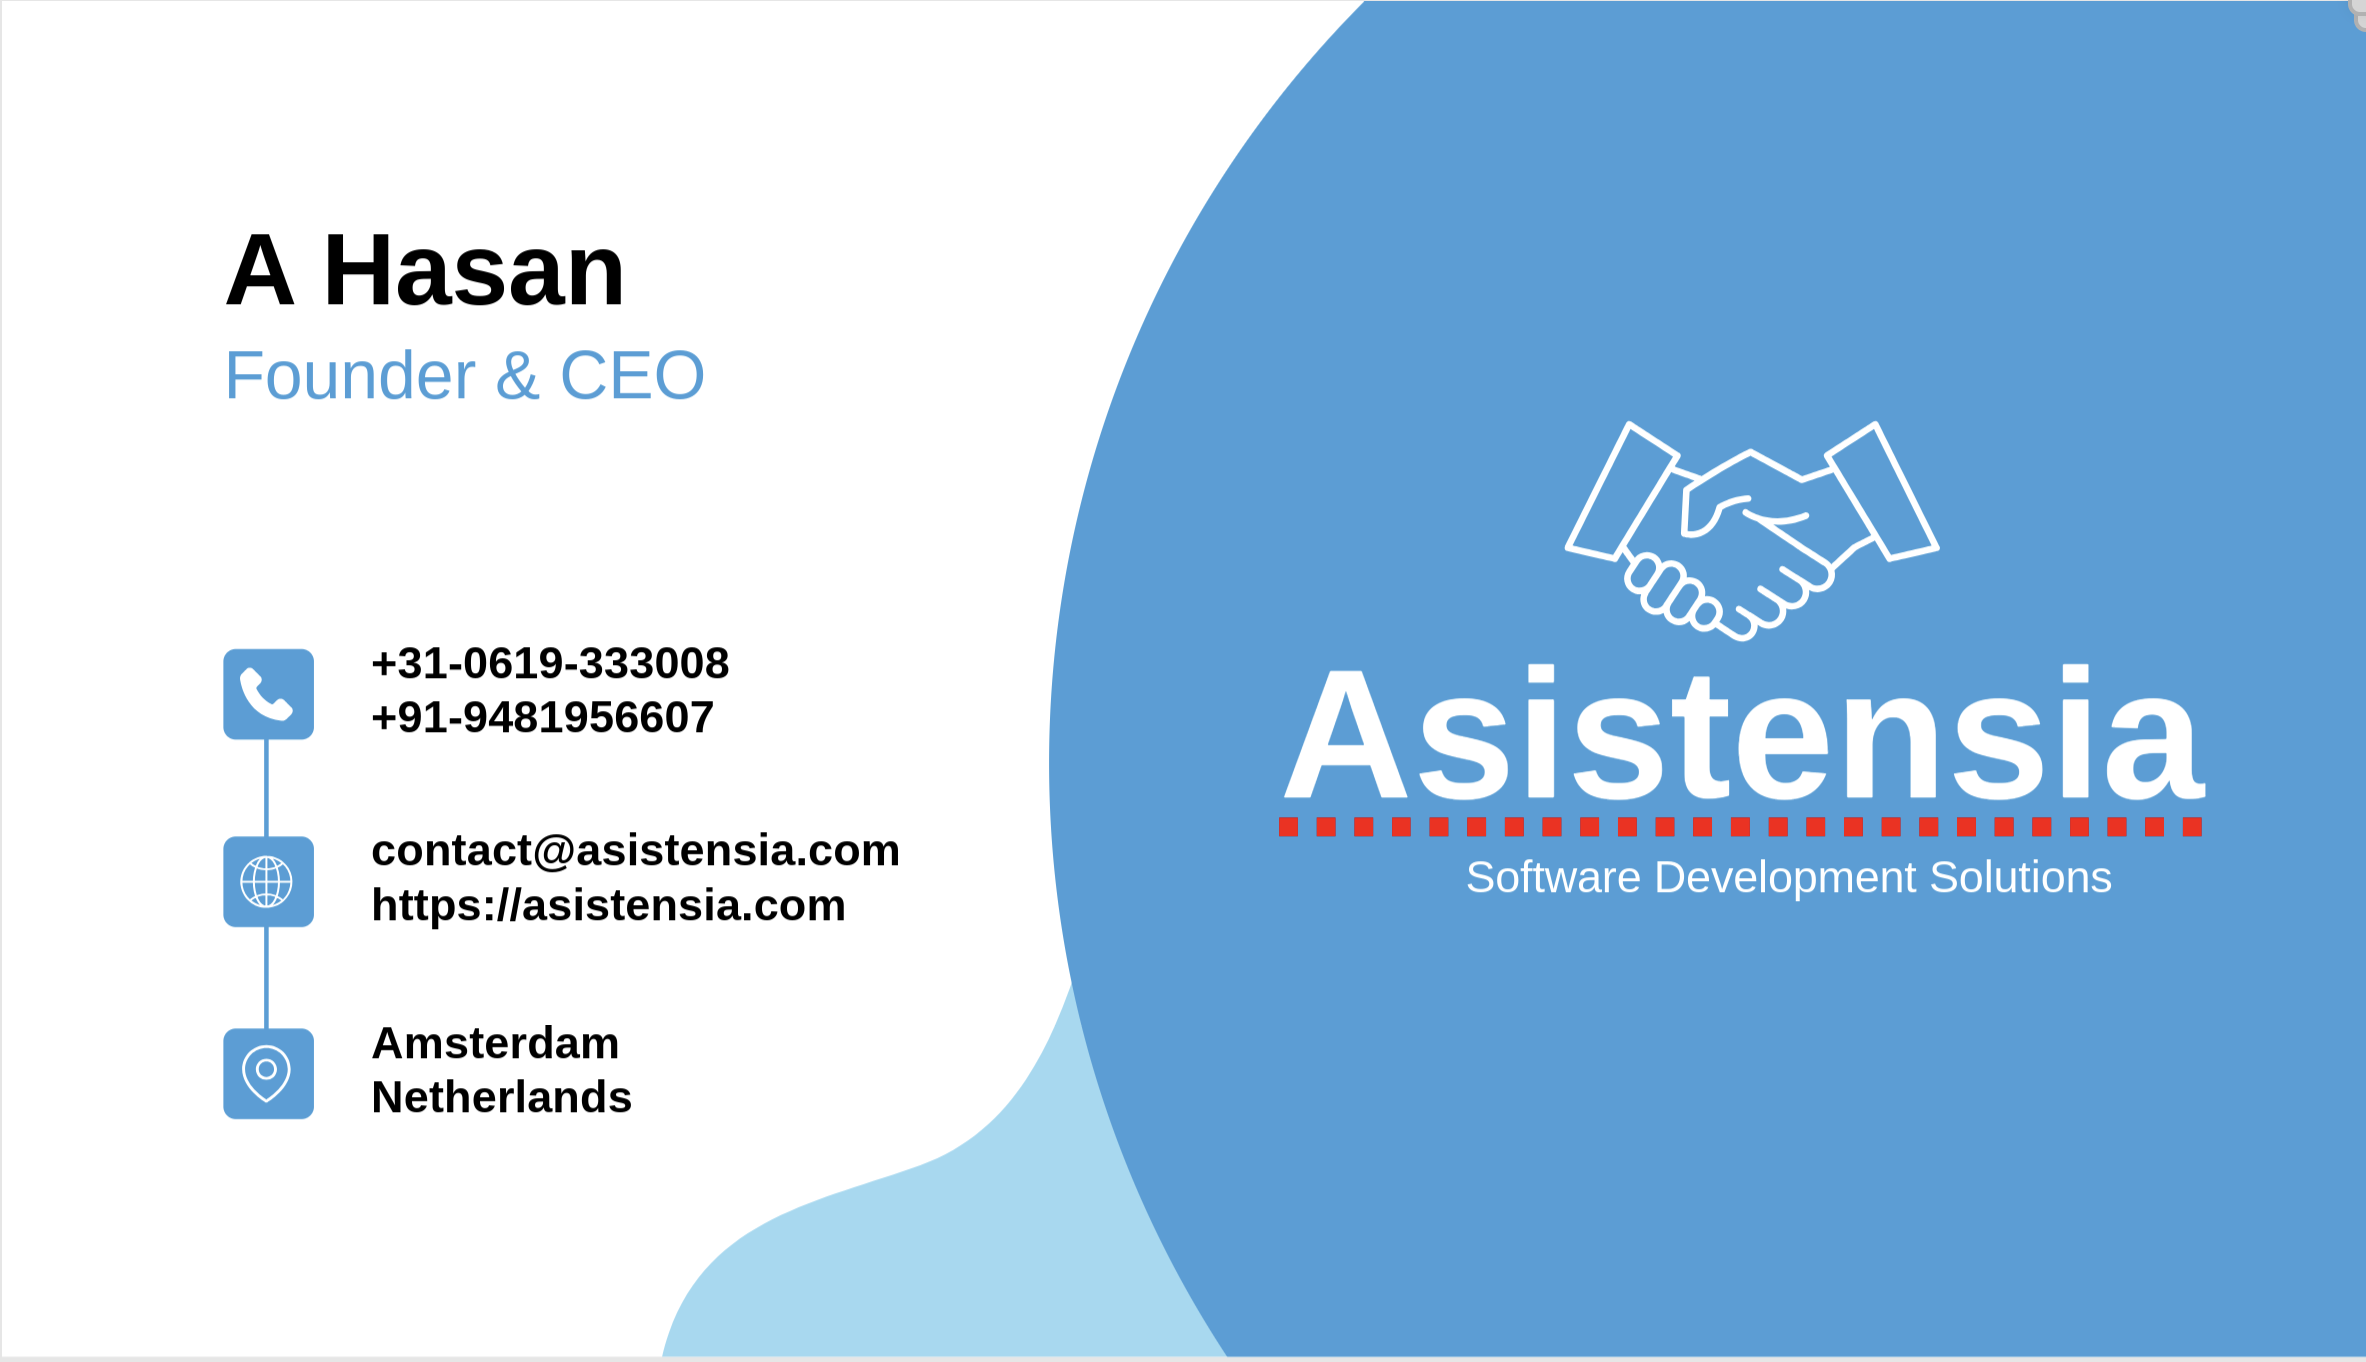 A Hasan
Founder & CEO
+31-0619-333008
+91-9481956607
contact@asistensia.com
https://asistensia.com
Amsterdam
Netherlands
Asistensia
Software Development Solutions